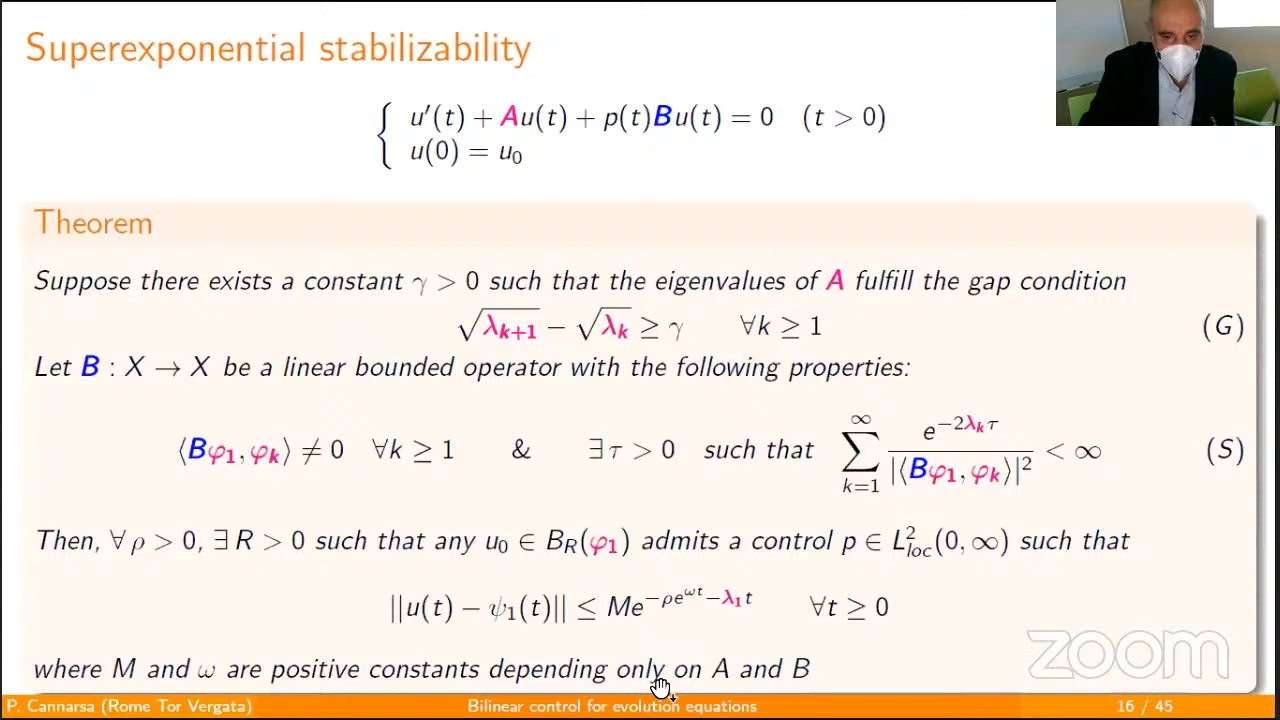 Superexponential stabilizability
u′(t) + Au(t) + p(t)Bu(t) = 0 (t > 0)
u(0) = u₀
Theorem
Suppose there exists a constant γ > 0 such that the eigenvalues of A fulfill the gap condition
√λₖ₊₁ − √λₖ ≥ γ ∀k ≥ 1 (G)
Let B : X → X be a linear bounded operator with the following properties:
⟨Bφ₁, φₖ⟩ ≠ 0 ∀k ≥ 1 & ∃ τ > 0 such that ∑_{k=1}^{∞} e^{−2λₖτ} / |⟨Bφ₁, φₖ⟩|² < ∞ (S)
Then, ∀ ρ > 0, ∃ R > 0 such that any u₀ ∈ B_R(φ₁) admits a control p ∈ L²_{loc}(0, ∞) such that
||u(t) − ψ₁(t)|| ≤ Me^{−ρe^{ωt}−λ₁t} ∀t ≥ 0
where M and ω are positive constants depending only on A and B
zoom
P. Cannarsa (Rome Tor Vergata) Bilinear control for evolution equations 16 / 45